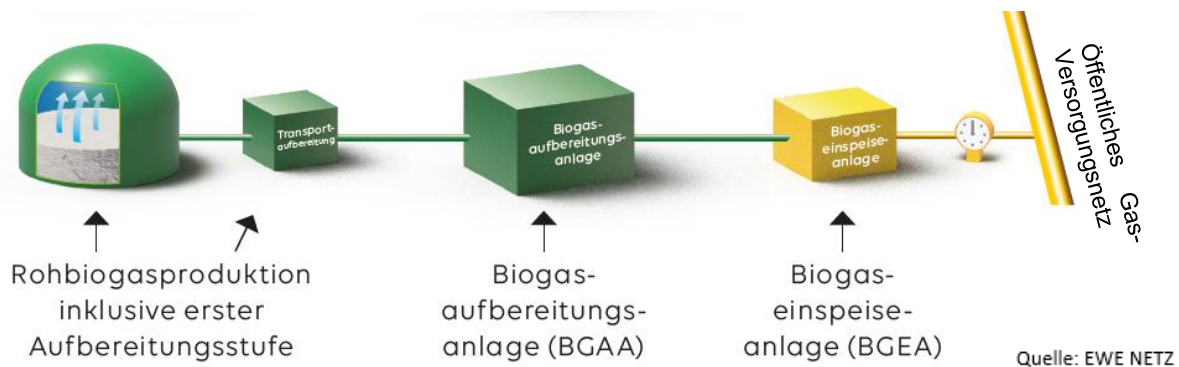 Transport-
aufbereitung
Biogas-
aufbereitungs-
anlage
Biogas-
einspeise-
anlage
Öffentliches Gas-
Versorgungsnetz
Rohbiogasproduktion
inklusive erster
Aufbereitungsstufe
Biogas-
aufbereitungs-
anlage (BGAA)
Biogas-
einspeise-
anlage (BGEA)
Quelle: EWE NETZ